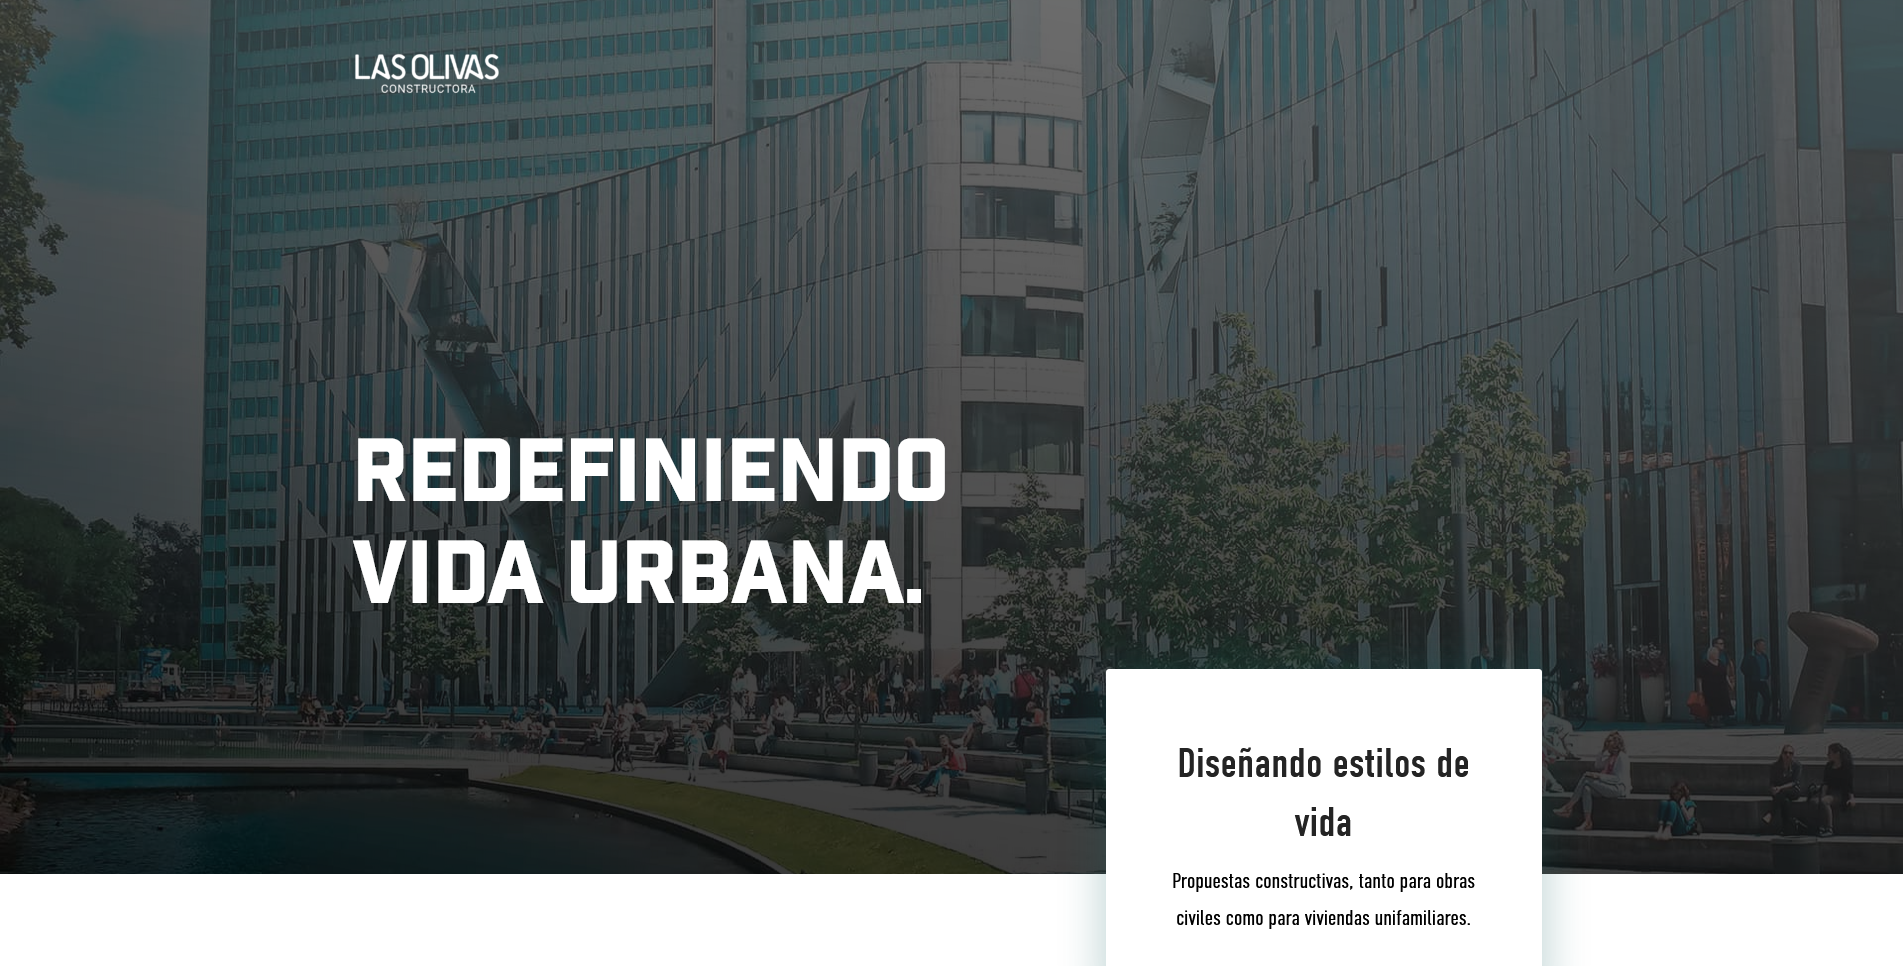 LAS OLIVAS
CONSTRUCTORA
REDEFINIENDO
VIDA URBANA.
Diseñando estilos de
vida
Propuestas constructivas, tanto para obras
civiles como para viviendas unifamiliares.